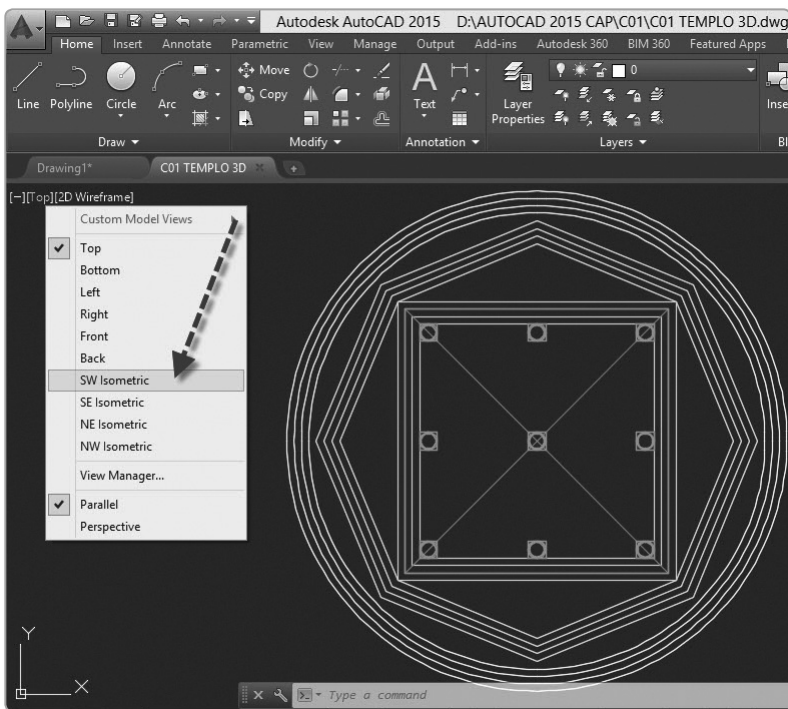 Autodesk AutoCAD 2015 D:\AUTOCAD 2015 CAP\C01\C01 TEMPLO 3D.dwg
Home Insert Annotate Parametric View Manage Output Add-ins Autodesk 360 BIM 360 Featured Apps
Move
Copy
0
Line Polyline Circle Arc
Text
Layer
Properties
Draw Modify Annotation Layers
Drawing1* C01 TEMPLO 3D
[−][Top][2D Wireframe]
Custom Model Views
Top
Bottom
Left
Right
Front
Back
SW Isometric
SE Isometric
NE Isometric
NW Isometric
View Manager...
Parallel
Perspective
Y
X
Type a command